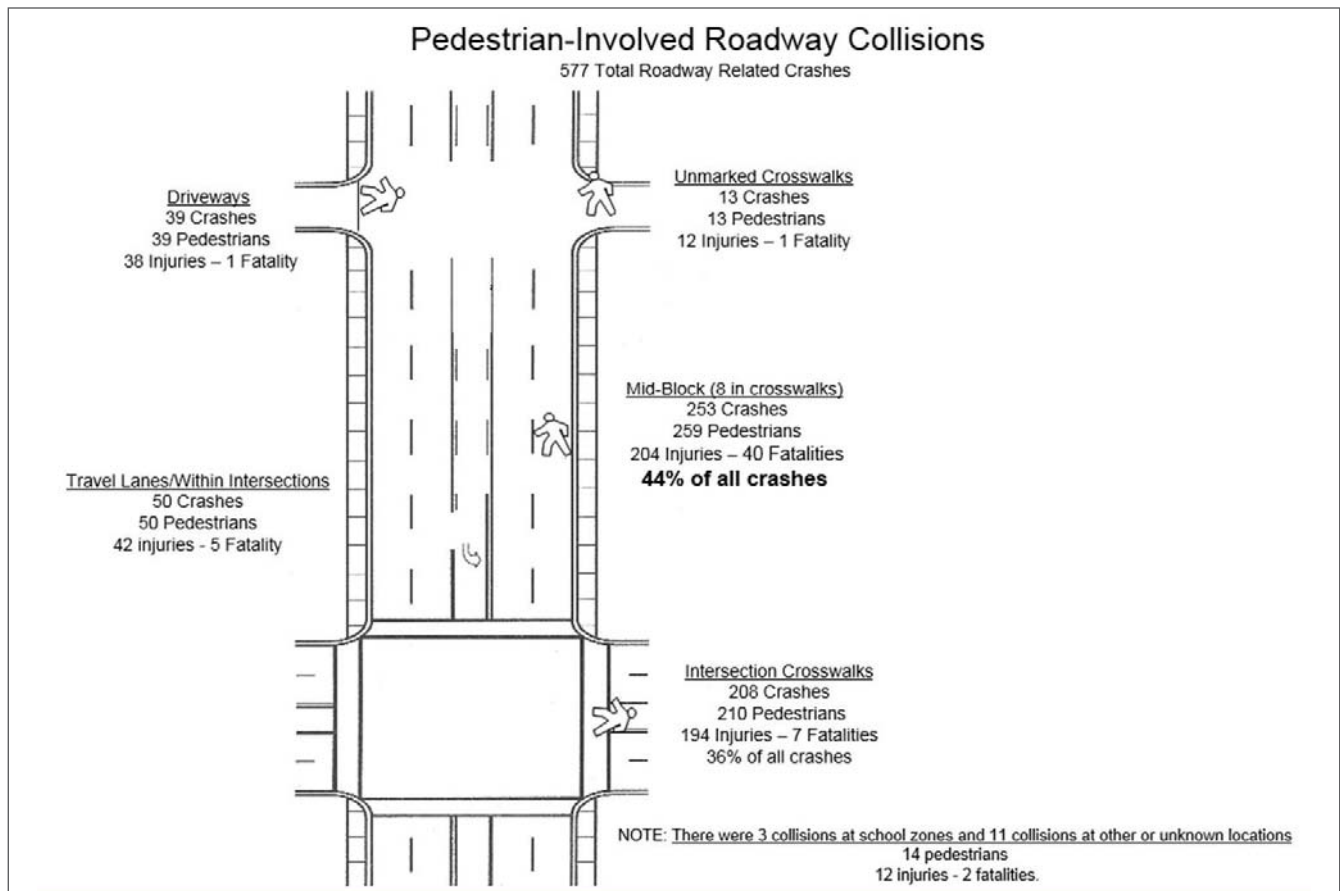 Pedestrian-Involved Roadway Collisions
577 Total Roadway Related Crashes
Driveways
39 Crashes
39 Pedestrians
38 Injuries – 1 Fatality
Unmarked Crosswalks
13 Crashes
13 Pedestrians
12 Injuries – 1 Fatality
Mid-Block (8 in crosswalks)
253 Crashes
259 Pedestrians
204 Injuries – 40 Fatalities
44% of all crashes
Travel Lanes/Within Intersections
50 Crashes
50 Pedestrians
42 injuries - 5 Fatality
Intersection Crosswalks
208 Crashes
210 Pedestrians
194 Injuries – 7 Fatalities
36% of all crashes
NOTE: There were 3 collisions at school zones and 11 collisions at other or unknown locations
14 pedestrians
12 injuries - 2 fatalities.